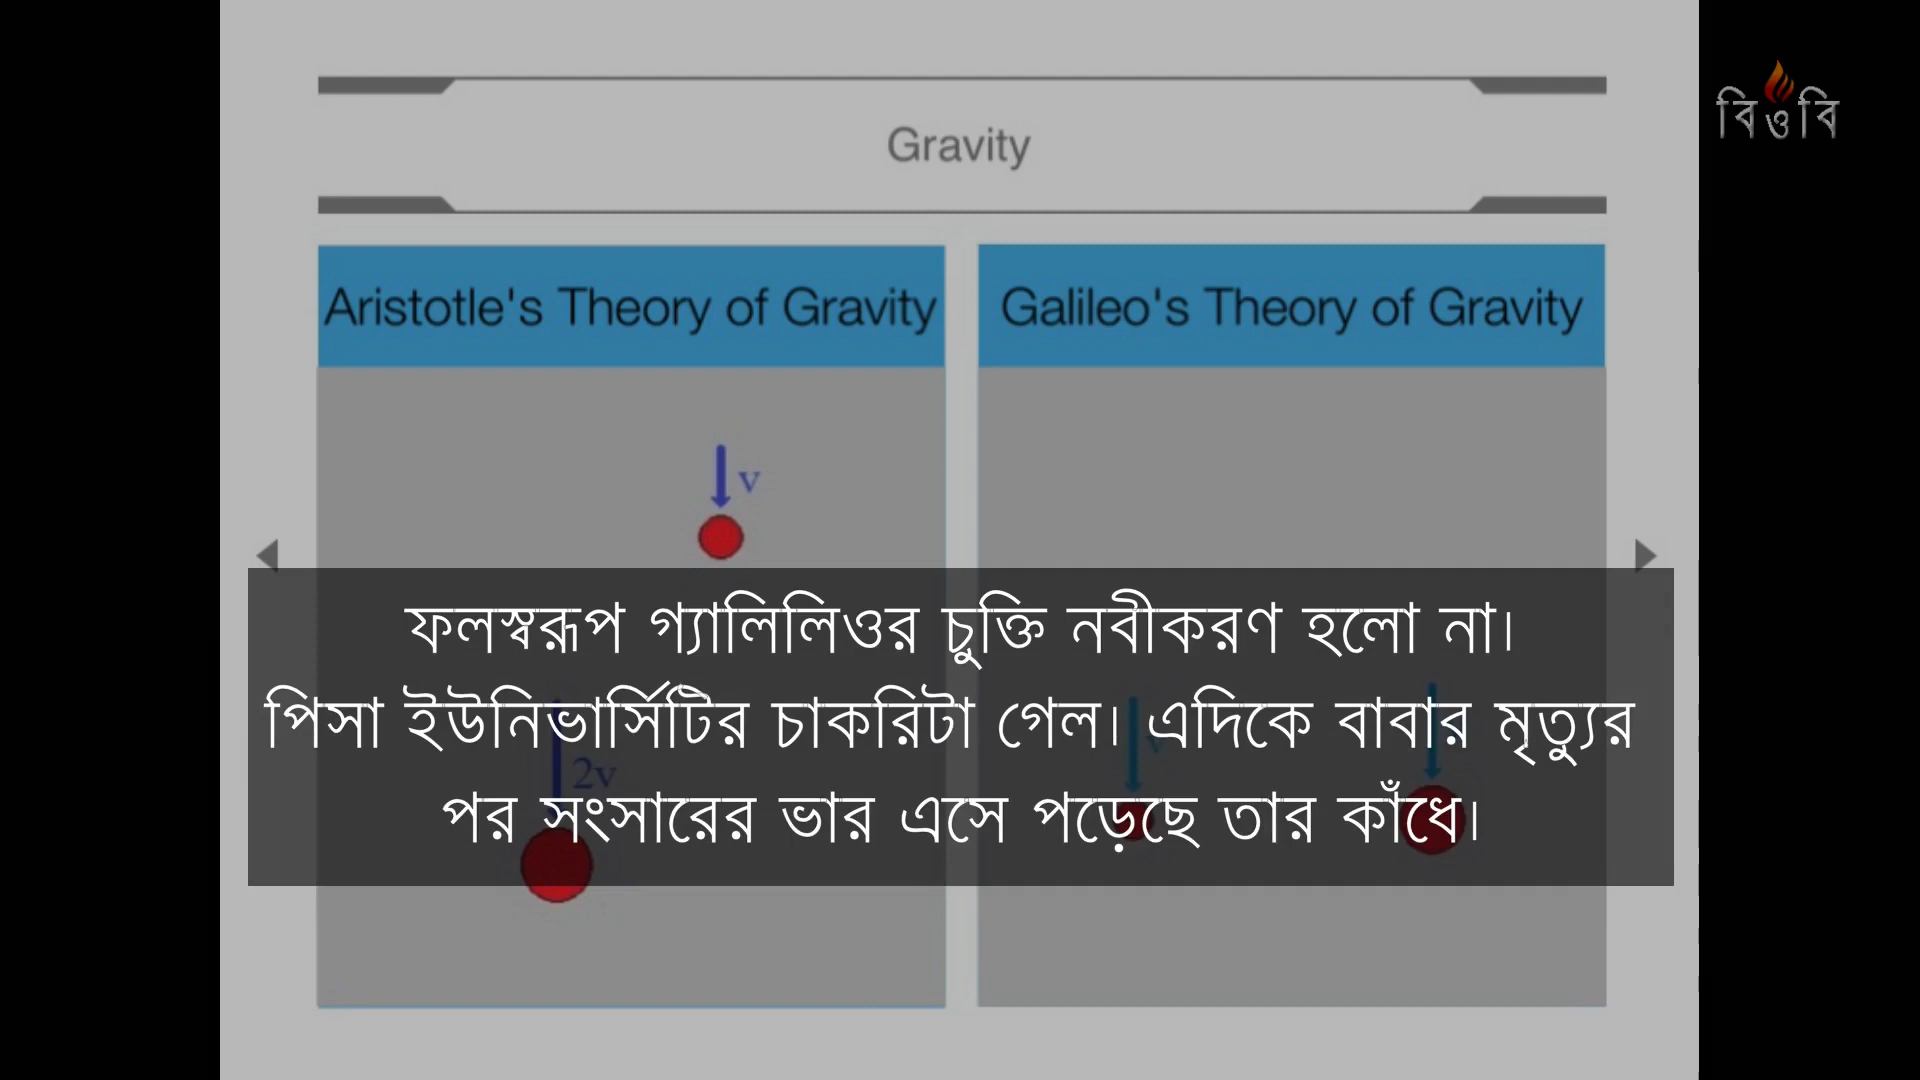 Gravity
বিওবি
Aristotle's Theory of Gravity
Galileo's Theory of Gravity
v
ফলস্বরূপ গ্যালিলিওর চুক্তি নবীকরণ হলো না।
পিসা ইউনিভার্সিটির চাকরিটা গেল। এদিকে বাবার মৃত্যুর
পর সংসারের ভার এসে পড়েছে তার কাঁধে।
2v
v